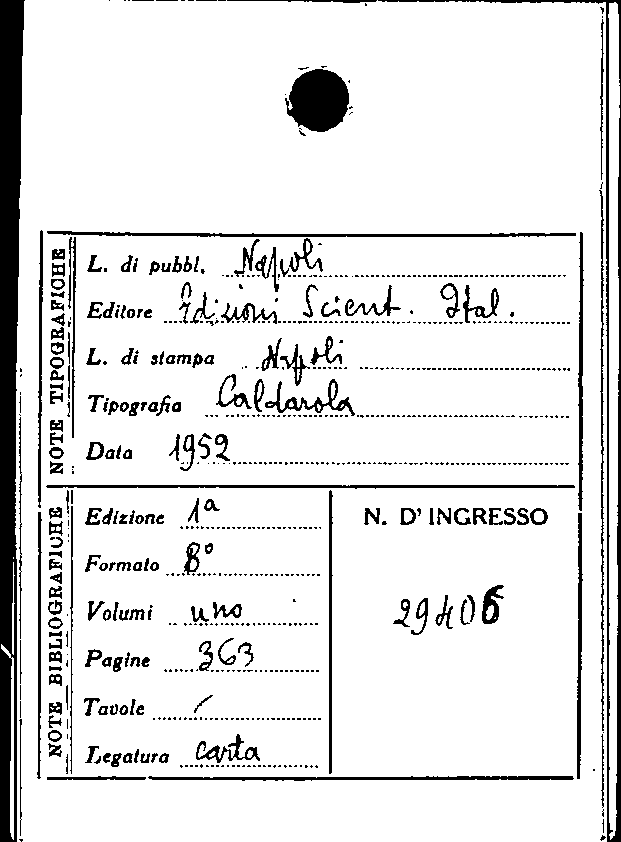 NOTE TIPOGRAFICHE
L. di pubbl. Napoli
Editore Edizioni Scient. Ital.
L. di stampa Napoli
Tipografia Caldarola
Data 1952
NOTE BIBLIOGRAFICHE
Edizione 1ª
Formato 8°
Volumi uno
Pagine 363
Tavole /
Legatura carta
N. D'INGRESSO
29406